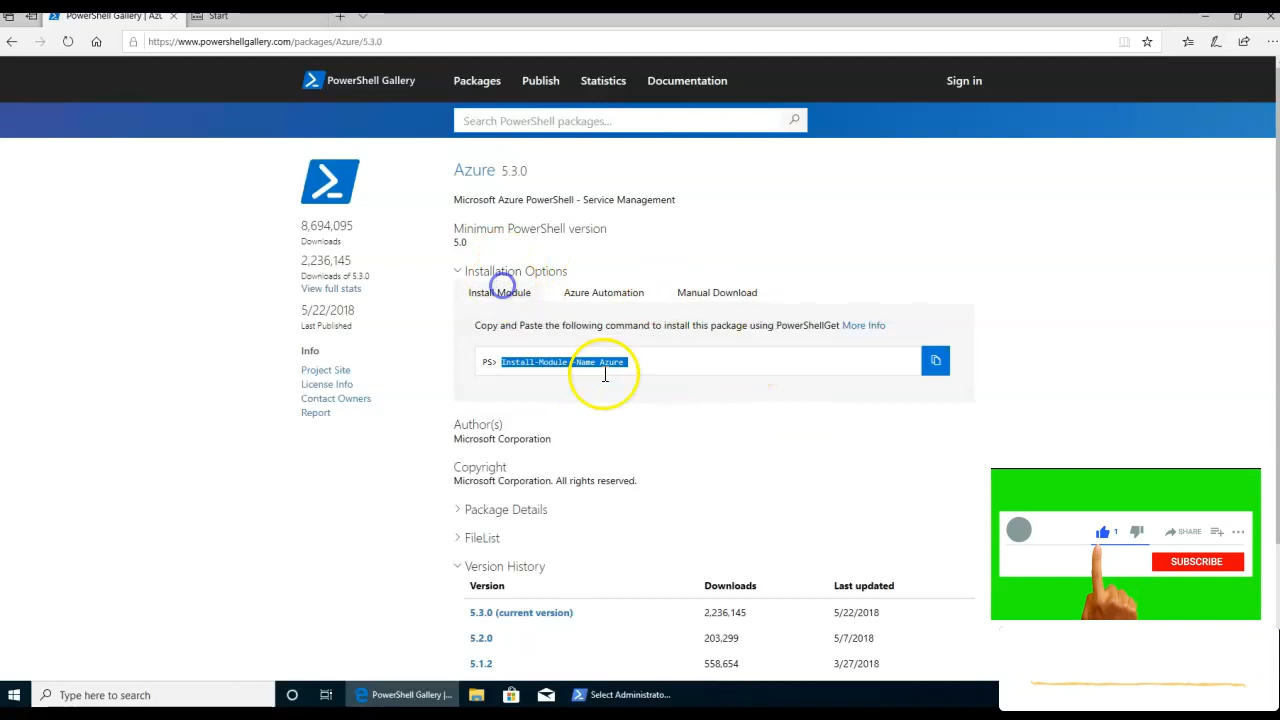 PowerShell Gallery | Azu
Start
https://www.powershellgallery.com/packages/Azure/5.3.0
PowerShell Gallery
Packages
Publish
Statistics
Documentation
Sign in
Search PowerShell packages...
Azure 5.3.0
Microsoft Azure PowerShell - Service Management
8,694,095
Downloads
2,236,145
Downloads of 5.3.0
View full stats
5/22/2018
Last Published
Info
Project Site
License Info
Contact Owners
Report
Minimum PowerShell version
5.0
Installation Options
Install Module
Azure Automation
Manual Download
Copy and Paste the following command to install this package using PowerShellGet More Info
PS> Install-Module -Name Azure
Author(s)
Microsoft Corporation
Copyright
Microsoft Corporation. All rights reserved.
Package Details
FileList
Version History
Version Downloads Last updated
5.3.0 (current version) 2,236,145 5/22/2018
5.2.0 203,299 5/7/2018
5.1.2 558,654 3/27/2018
1 SHARE
SUBSCRIBE
Type here to search
PowerShell Gallery |...
Select Administrato...